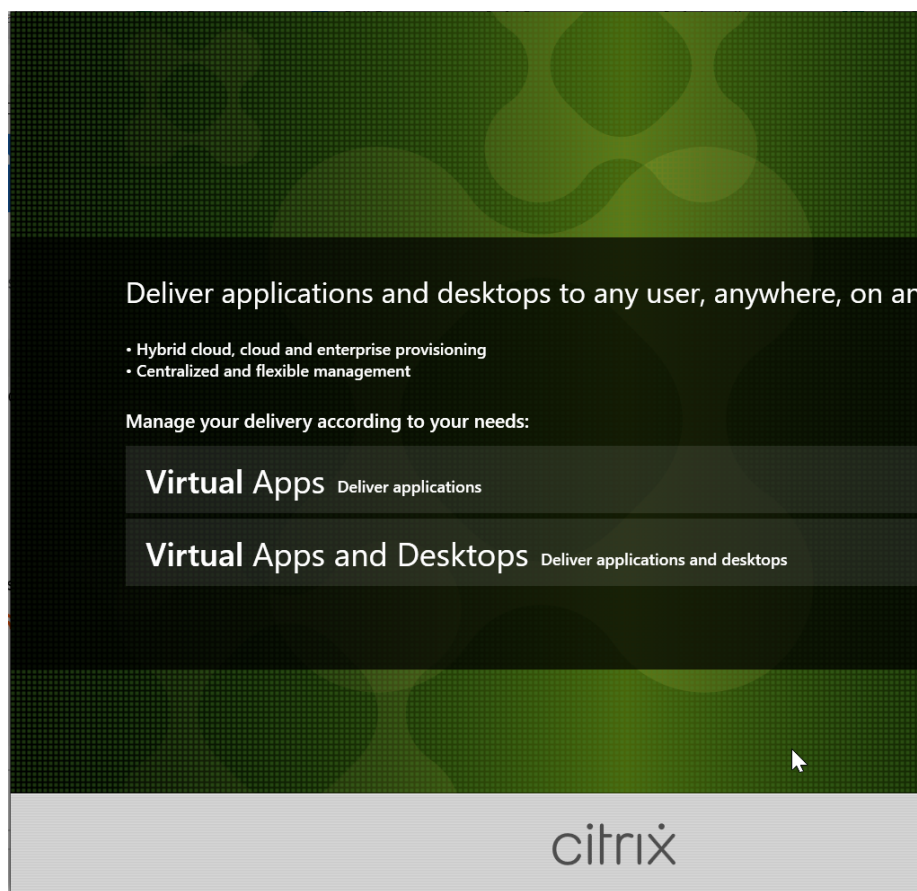 Deliver applications and desktops to any user, anywhere, on an
• Hybrid cloud, cloud and enterprise provisioning
• Centralized and flexible management
Manage your delivery according to your needs:
Virtual Apps Deliver applications
Virtual Apps and Desktops Deliver applications and desktops
citrix